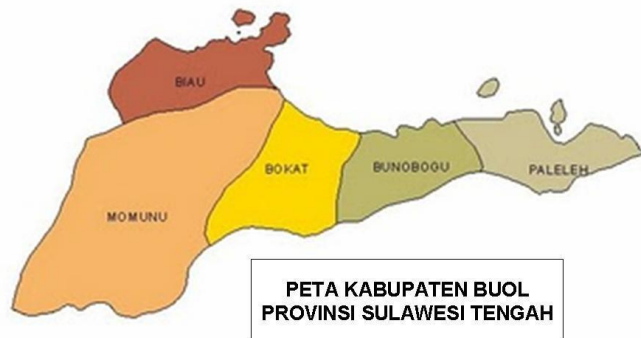 BIAU
BOKAT
BUNOBOGU
PALELEH
MOMUNU
PETA KABUPATEN BUOL
PROVINSI SULAWESI TENGAH